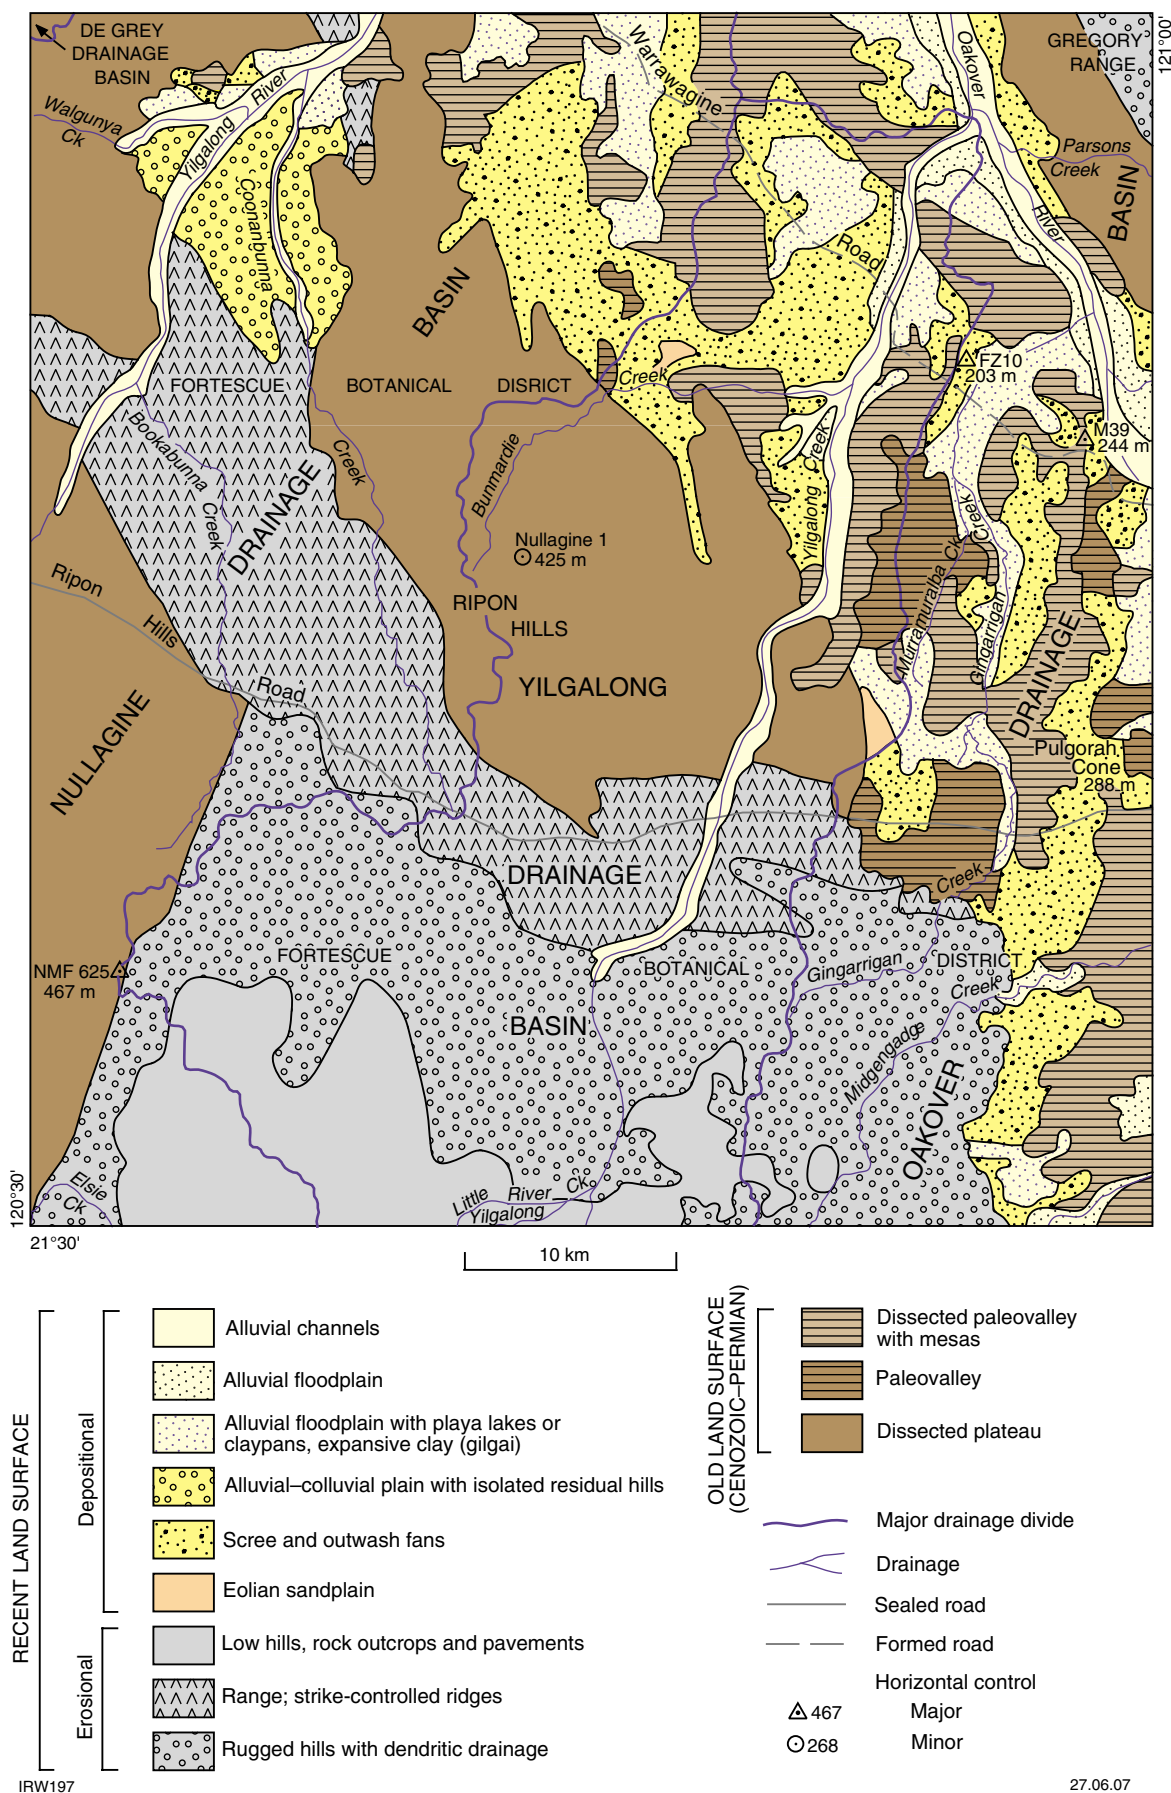 DE GREY
DRAINAGE
BASIN
Walgunya
Ck
River
Yilgalong
Coonanbunna
Warrawagine
Road
Oakover
River
GREGORY
RANGE
121°00'
Parsons
Creek
BASIN
BASIN
FORTESCUE
BOTANICAL
DISRICT
Creek
FZ10
203 m
M39
244 m
Bookabunna
Creek
Creek
DRAINAGE
Bunmardie
Yilgalong
Creek
Nullagine 1
425 m
Ripon
Hills
Road
RIPON
HILLS
YILGALONG
Murramuralba Ck
Creek
Gingarrigan
DRAINAGE
NULLAGINE
Pulgorah
Cone
288 m
DRAINAGE
Creek
NMF 625
467 m
FORTESCUE
BOTANICAL
DISTRICT
Gingarrigan
Creek
BASIN
Midgengadge
OAKOVER
Elsie
Ck
Little
River
Ck
Yilgalong
120°30'
21°30'
10 km
RECENT LAND SURFACE
Depositional
Alluvial channels
Alluvial floodplain
Alluvial floodplain with playa lakes or
claypans, expansive clay (gilgai)
Alluvial–colluvial plain with isolated residual hills
Scree and outwash fans
Eolian sandplain
Erosional
Low hills, rock outcrops and pavements
Range; strike-controlled ridges
Rugged hills with dendritic drainage
OLD LAND SURFACE
(CENOZOIC–PERMIAN)
Dissected paleovalley
with mesas
Paleovalley
Dissected plateau
Major drainage divide
Drainage
Sealed road
Formed road
Horizontal control
467
Major
268
Minor
IRW197
27.06.07